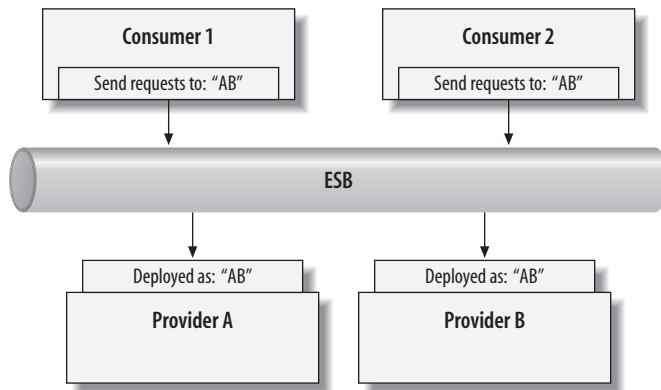 Consumer 1
Consumer 2
Send requests to: “AB”
Send requests to: “AB”
ESB
Deployed as: “AB”
Deployed as: “AB”
Provider A
Provider B